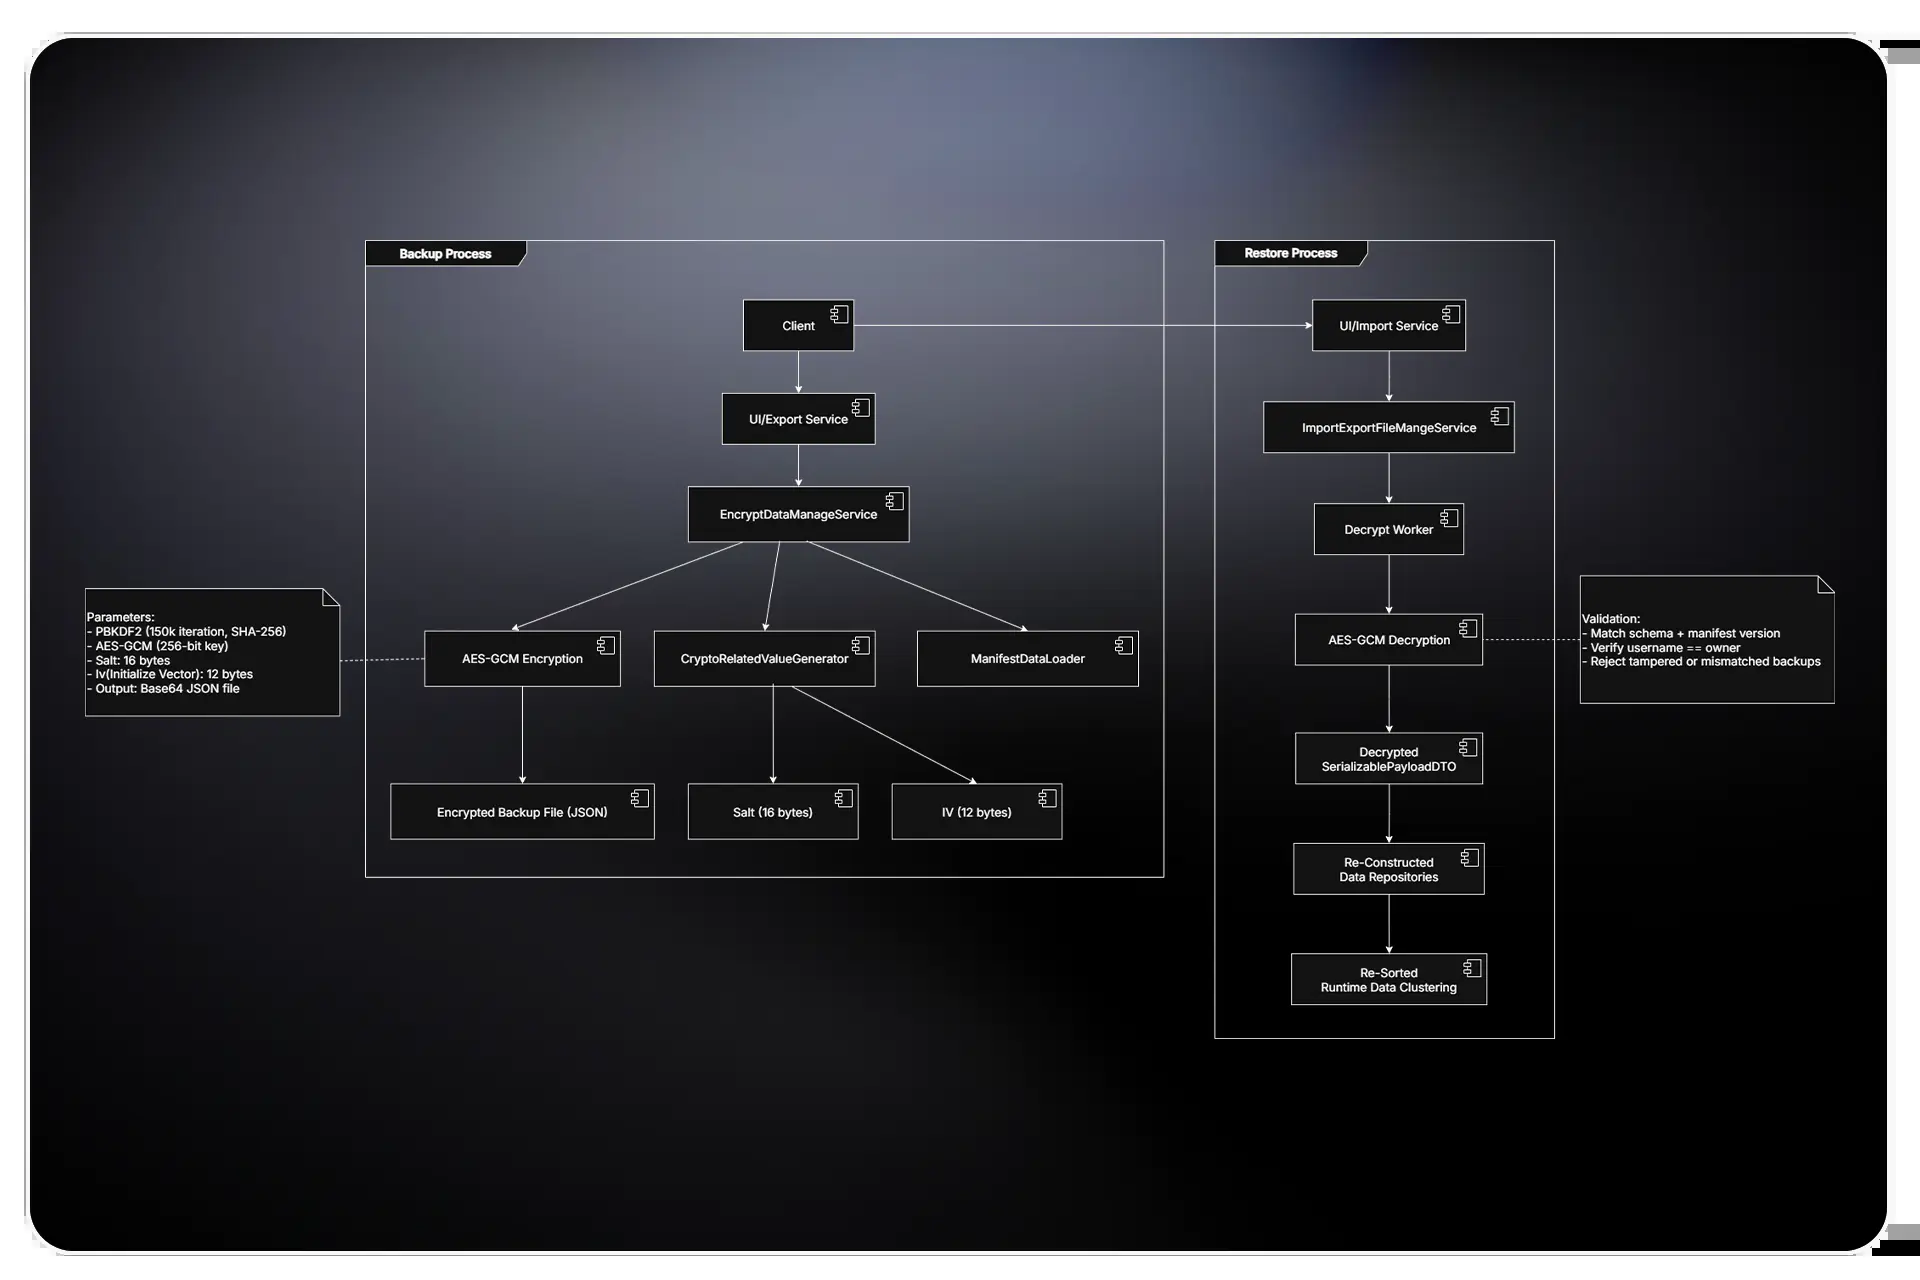 Backup Process
Client
UI/Export Service
EncryptDataManageService
Parameters:
- PBKDF2 (150k iteration, SHA-256)
- AES-GCM (256-bit key)
- Salt: 16 bytes
- Iv(Initialize Vector): 12 bytes
- Output: Base64 JSON file
AES-GCM Encryption
CryptoRelatedValueGenerator
ManifestDataLoader
Encrypted Backup File (JSON)
Salt (16 bytes)
IV (12 bytes)
Restore Process
UI/Import Service
ImportExportFileMangeService
Decrypt Worker
AES-GCM Decryption
Validation:
- Match schema + manifest version
- Verify username == owner
- Reject tampered or mismatched backups
Decrypted
SerializablePayloadDTO
Re-Constructed
Data Repositories
Re-Sorted
Runtime Data Clustering